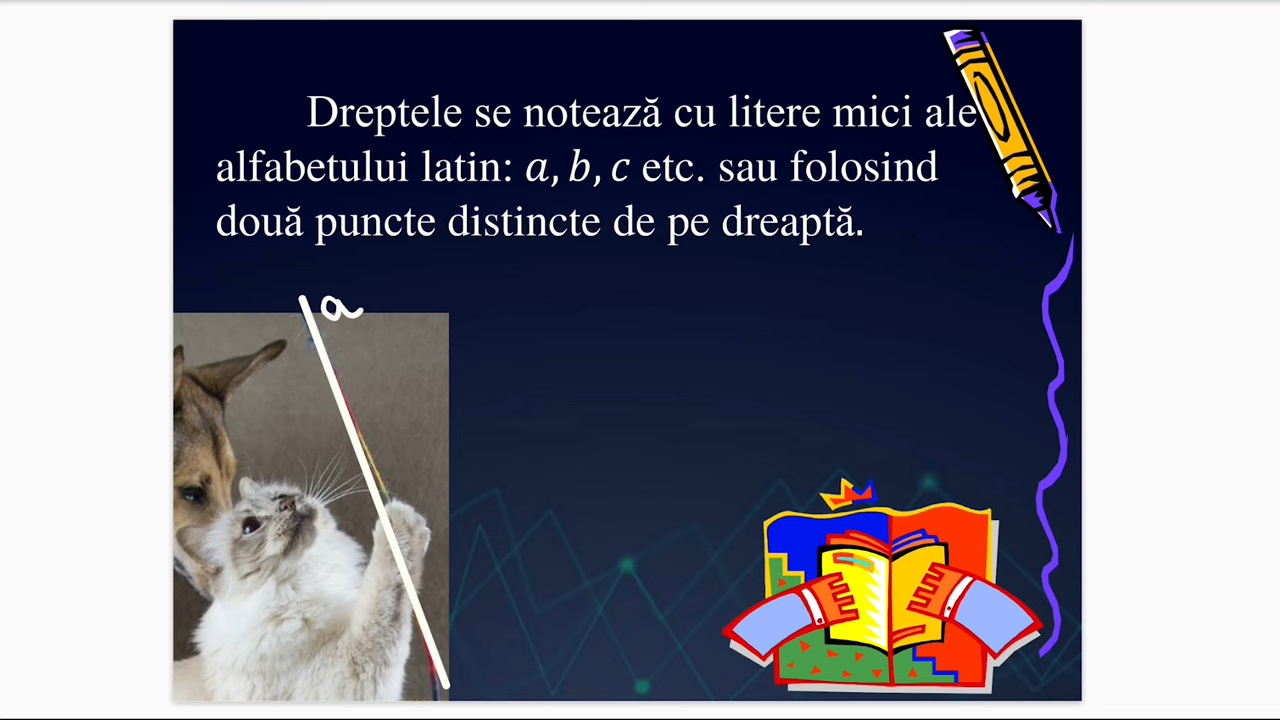 Dreptele se notează cu litere mici ale
alfabetului latin: a, b, c etc. sau folosind
două puncte distincte de pe dreaptă.
a